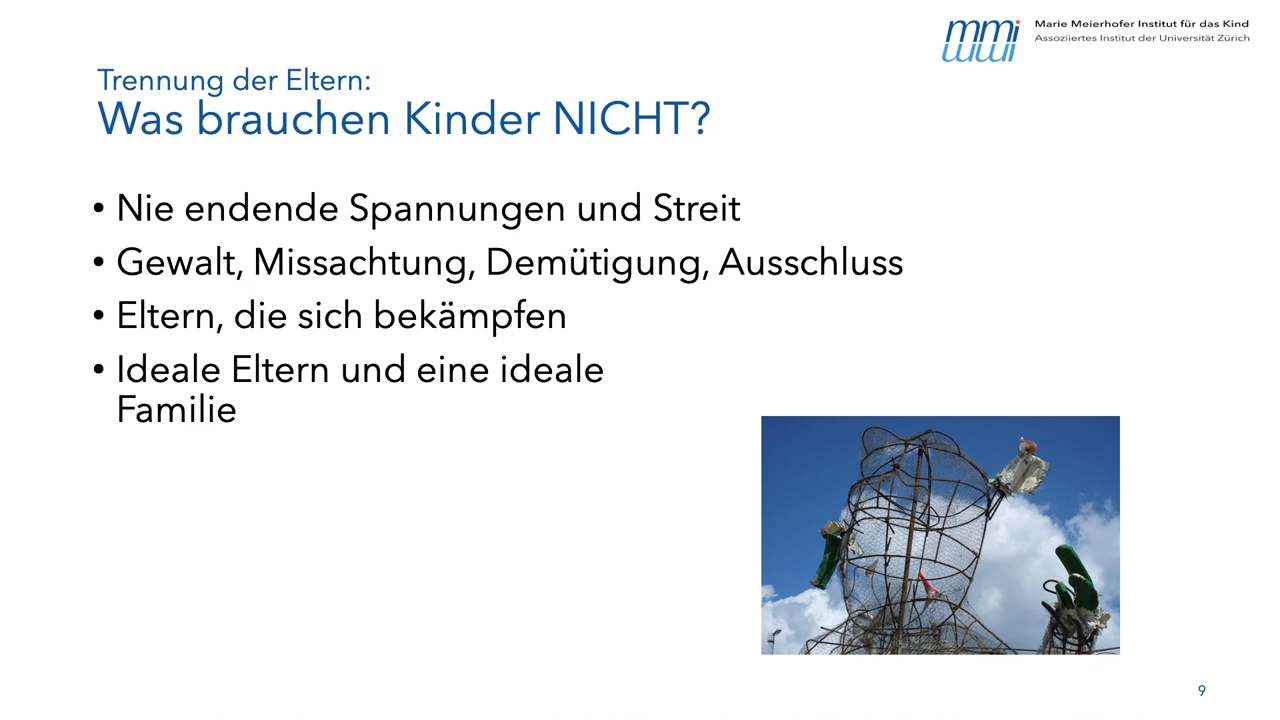 mmi
Marie Meierhofer Institut für das Kind
Assoziiertes Institut der Universität Zürich
Trennung der Eltern:
Was brauchen Kinder NICHT?
• Nie endende Spannungen und Streit
• Gewalt, Missachtung, Demütigung, Ausschluss
• Eltern, die sich bekämpfen
• Ideale Eltern und eine ideale
Familie
9